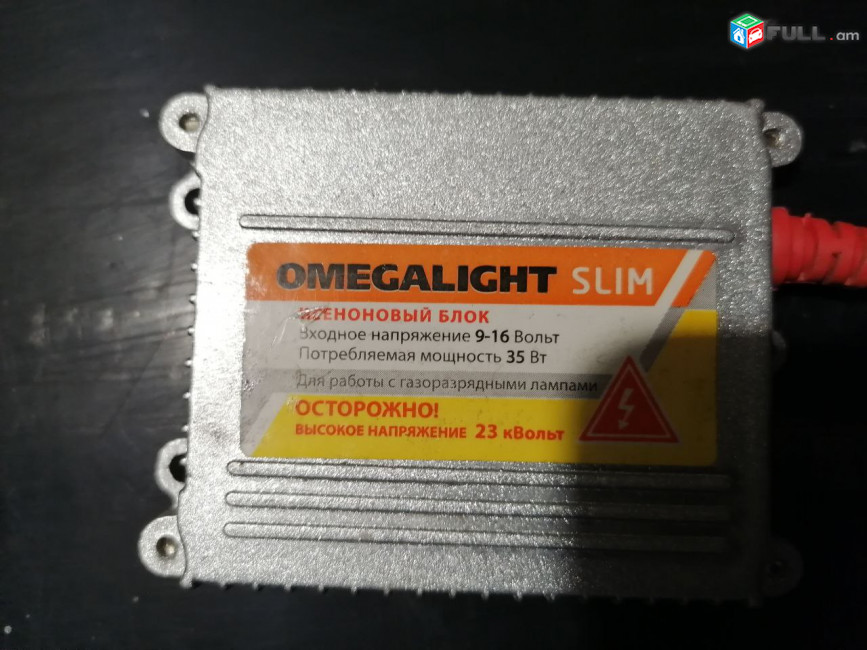 FULL.am
OMEGALIGHT SLIM
КСЕНОНОВЫЙ БЛОК
Входное напряжение 9-16 Вольт
Потребляемая мощность 35 Вт
Для работы с газоразрядными лампами
ОСТОРОЖНО!
ВЫСОКОЕ НАПРЯЖЕНИЕ 23 кВольт